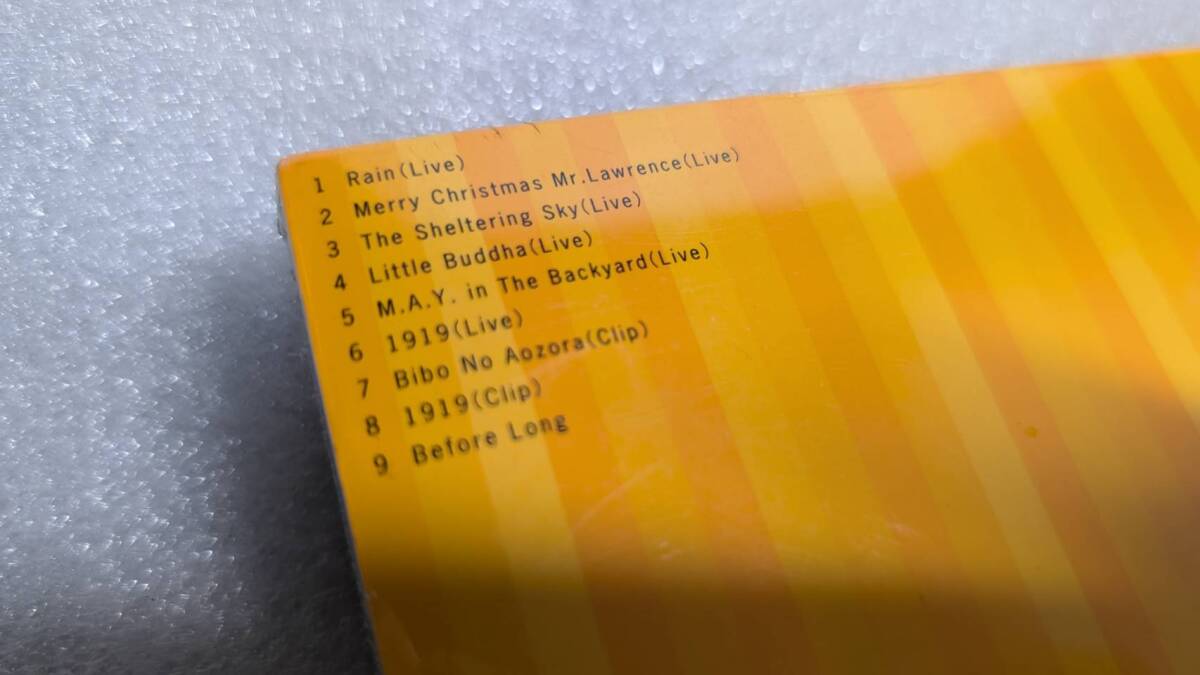 1 Rain(Live)
2 Merry Christmas Mr.Lawrence(Live)
3 The Sheltering Sky(Live)
4 Little Buddha(Live)
5 M.A.Y. in The Backyard(Live)
6 1919(Live)
7 Bibo No Aozora(Clip)
8 1919(Clip)
9 Before Long